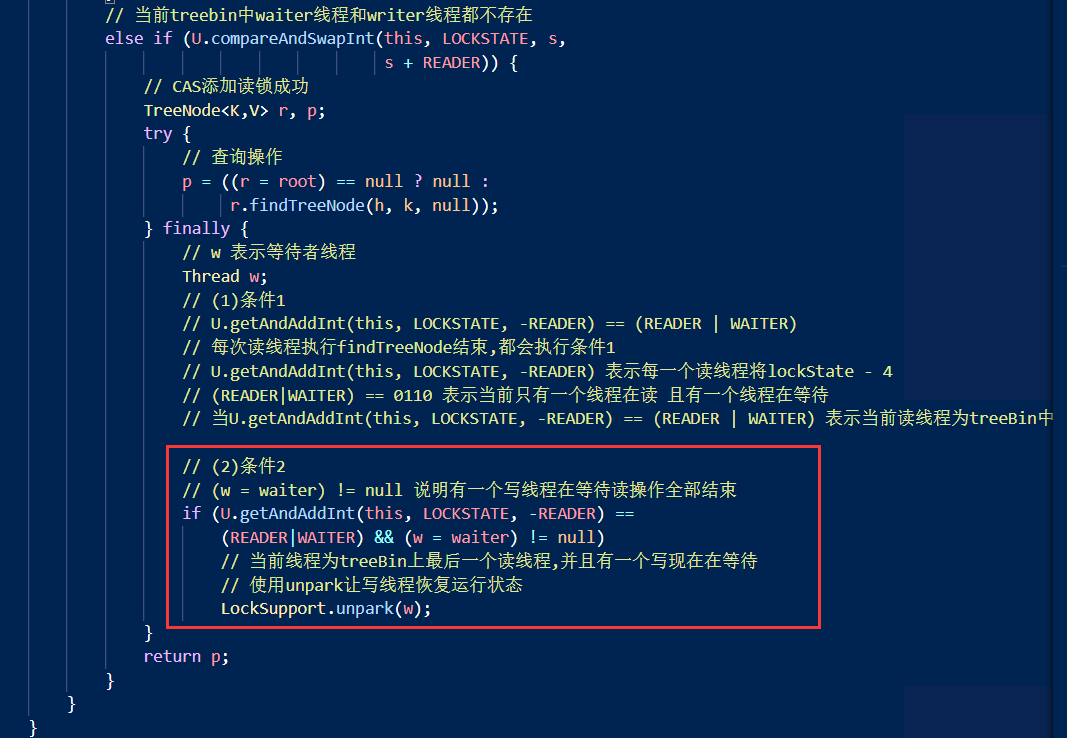 // 当前treebin中waiter线程和writer线程都不存在
else if (U.compareAndSwapInt(this, LOCKSTATE, s,
s + READER)) {
// CAS添加读锁成功
TreeNode<K,V> r, p;
try {
// 查询操作
p = ((r = root) == null ? null :
r.findTreeNode(h, k, null));
} finally {
// w 表示等待者线程
Thread w;
// (1)条件1
// U.getAndAddInt(this, LOCKSTATE, -READER) == (READER | WAITER)
// 每次读线程执行findTreeNode结束,都会执行条件1
// U.getAndAddInt(this, LOCKSTATE, -READER) 表示每一个读线程将lockState - 4
// (READER|WAITER) == 0110 表示当前只有一个线程在读 且有一个线程在等待
// 当U.getAndAddInt(this, LOCKSTATE, -READER) == (READER | WAITER) 表示当前读线程为treeBin中
// (2)条件2
// (w = waiter) != null 说明有一个写线程在等待读操作全部结束
if (U.getAndAddInt(this, LOCKSTATE, -READER) ==
(READER|WAITER) && (w = waiter) != null)
// 当前线程为treeBin上最后一个读线程,并且有一个写现在在等待
// 使用unpark让写线程恢复运行状态
LockSupport.unpark(w);
}
return p;
}
}
}